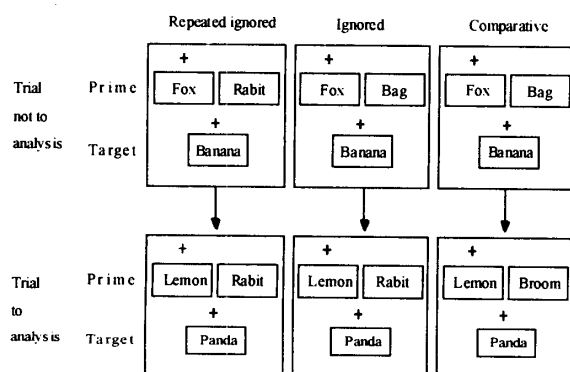 Repeated ignored Ignored Comparative
+ + +
Trial Prime Fox Rabit Fox Bag Fox Bag
not to + + +
analysis Target Banana Banana Banana
+ + +
Trial Prime Lemon Rabit Lemon Rabit Lemon Broom
to + + +
analysis Target Panda Panda Panda